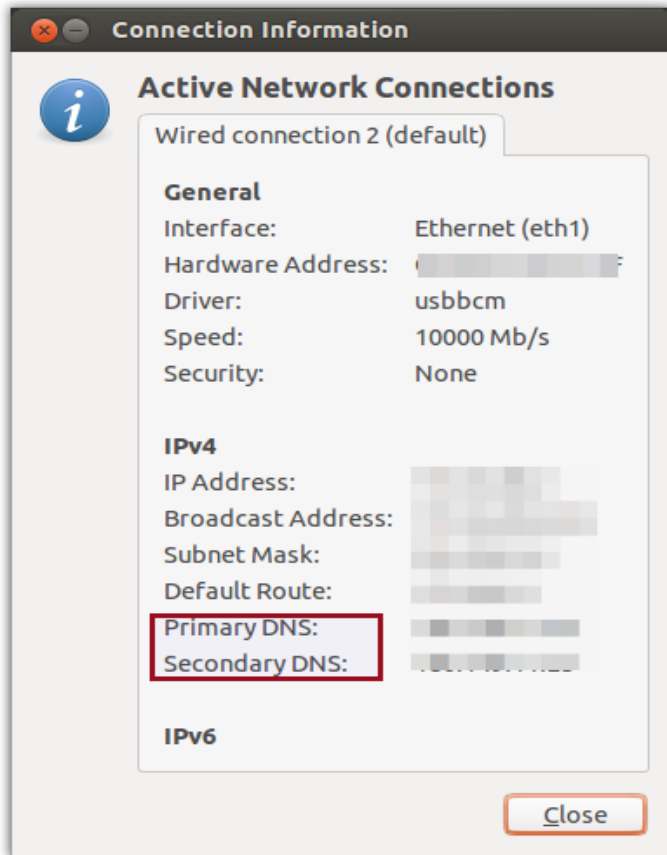 Connection Information
Active Network Connections
Wired connection 2 (default)
General
Interface: Ethernet (eth1)
Hardware Address:
Driver: usbbcm
Speed: 10000 Mb/s
Security: None
IPv4
IP Address:
Broadcast Address:
Subnet Mask:
Default Route:
Primary DNS:
Secondary DNS:
IPv6
Close